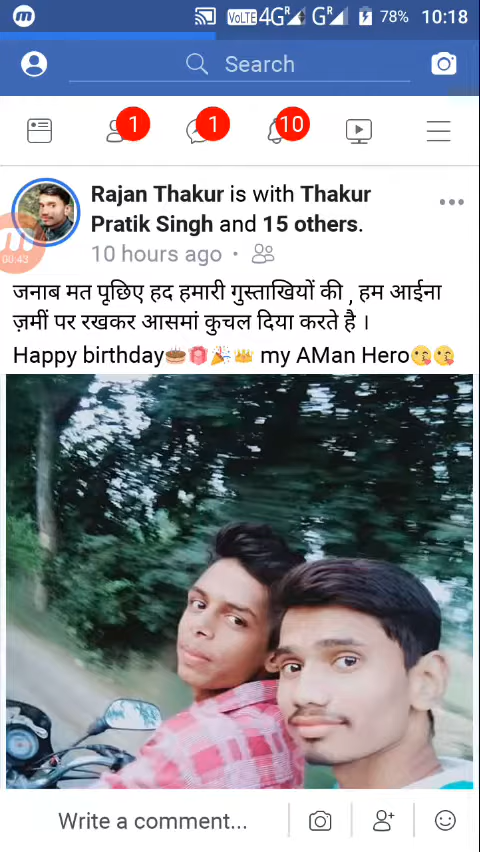 VoLTE 4G R G R 78% 10:18
Search
1 1 10
Rajan Thakur is with Thakur
Pratik Singh and 15 others.
10 hours ago ·
00:43
जनाब मत पूछिए हद हमारी गुस्ताखियों की , हम आईना
ज़मीं पर रखकर आसमां कुचल दिया करते है ।
Happy birthday🎂🎁🎉👑 my AMan Hero😘😘
Write a comment...